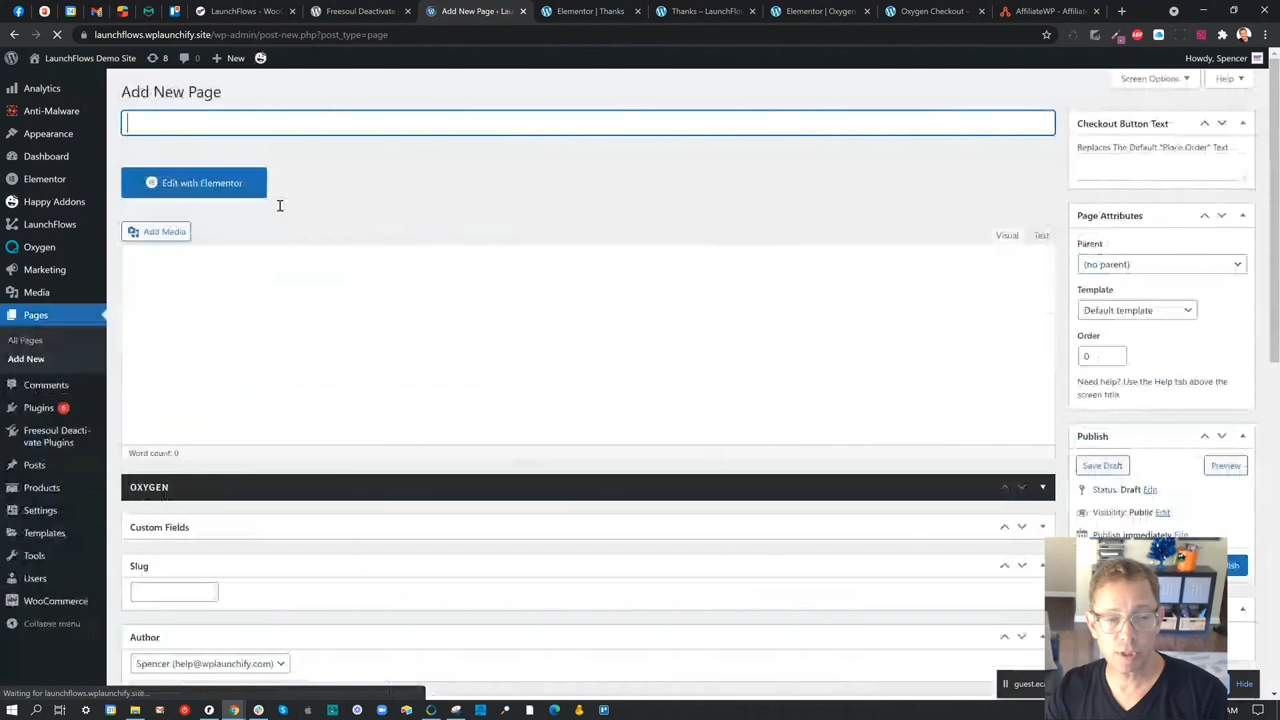 LaunchFlows - Wo
Freesoul Deactivate
Add New Page ‹ La
Elementor | Thanks
Thanks – LaunchFlo
Elementor | Oxygen
Oxygen Checkout –
AffiliateWP - Affiliat
launchflows.wplaunchify.site/wp-admin/post-new.php?post_type=page
LaunchFlows Demo Site 8 0 New
Howdy, Spencer
Screen Options Help
Analytics
Anti-Malware
Appearance
Dashboard
Elementor
Happy Addons
LaunchFlows
Oxygen
Marketing
Media
Pages
All Pages
Add New
Comments
Plugins 6
Freesoul Deacti-
vate Plugins
Posts
Products
Settings
Templates
Tools
Users
WooCommerce
Collapse menu
Add New Page
Edit with Elementor
Add Media
Visual Text
Word count: 0
OXYGEN
Custom Fields
Slug
Author
Spencer (help@wplaunchify.com)
Checkout Button Text
Replaces The Default "Place Order" Text
Page Attributes
Parent
(no parent)
Template
Default template
Order
0
Need help? Use the Help tab above the
screen title.
Publish
Save Draft Preview
Status: Draft Edit
Visibility: Public Edit
Publish immediately Edit
Waiting for launchflows.wplaunchify.site...
Hide